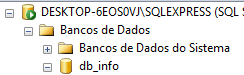 DESKTOP-6EOS0VJ\SQLEXPRESS (SQL S
Bancos de Dados
Bancos de Dados do Sistema
db_info